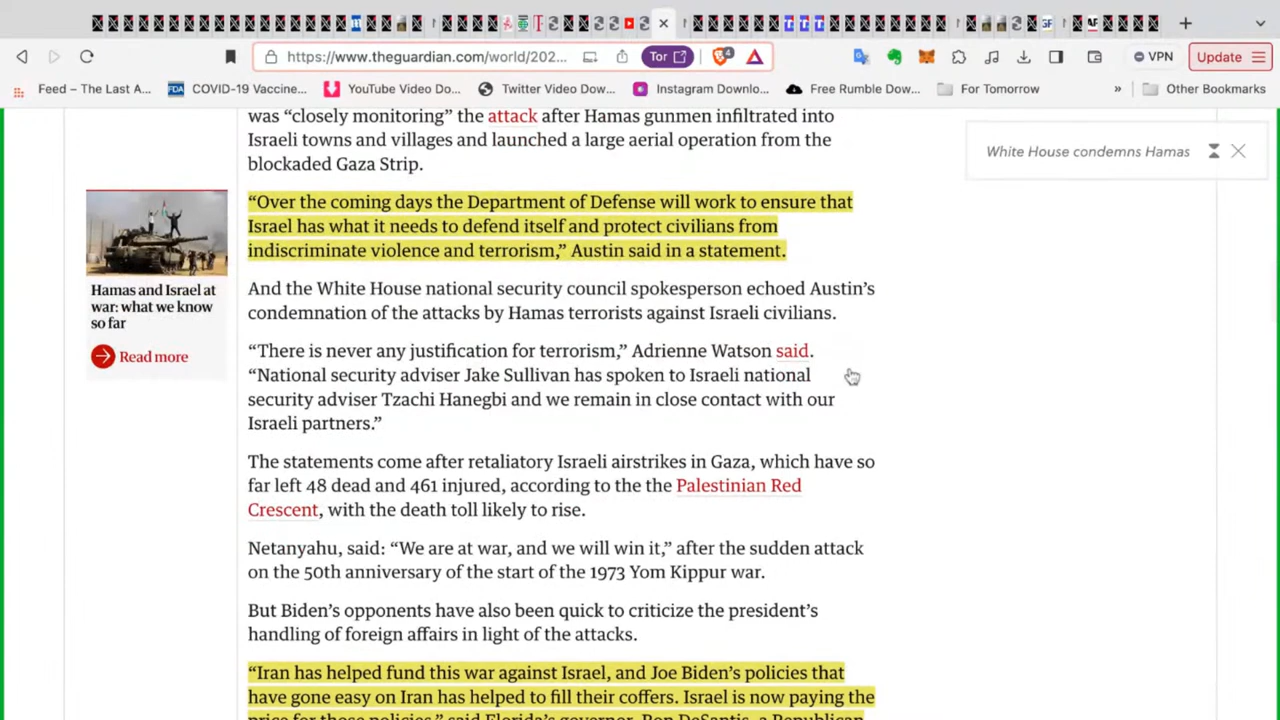 https://www.theguardian.com/world/202...
Tor
4
VPN
Update
Feed – The Last A...
FDA
COVID-19 Vaccine...
YouTube Video Do...
Twitter Video Dow...
Instagram Downlo...
Free Rumble Dow...
For Tomorrow
»
Other Bookmarks
was “closely monitoring” the attack after Hamas gunmen infiltrated into
Israeli towns and villages and launched a large aerial operation from the
blockaded Gaza Strip.
White House condemns Hamas
“Over the coming days the Department of Defense will work to ensure that
Israel has what it needs to defend itself and protect civilians from
indiscriminate violence and terrorism,” Austin said in a statement.
Hamas and Israel at
war: what we know
so far
Read more
And the White House national security council spokesperson echoed Austin’s
condemnation of the attacks by Hamas terrorists against Israeli civilians.
“There is never any justification for terrorism,” Adrienne Watson said.
“National security adviser Jake Sullivan has spoken to Israeli national
security adviser Tzachi Hanegbi and we remain in close contact with our
Israeli partners.”
The statements come after retaliatory Israeli airstrikes in Gaza, which have so
far left 48 dead and 461 injured, according to the the Palestinian Red
Crescent, with the death toll likely to rise.
Netanyahu, said: “We are at war, and we will win it,” after the sudden attack
on the 50th anniversary of the start of the 1973 Yom Kippur war.
But Biden’s opponents have also been quick to criticize the president’s
handling of foreign affairs in light of the attacks.
“Iran has helped fund this war against Israel, and Joe Biden’s policies that
have gone easy on Iran has helped to fill their coffers. Israel is now paying the
price for those policies,” said Florida’s governor, Ron DeSantis, a Republican